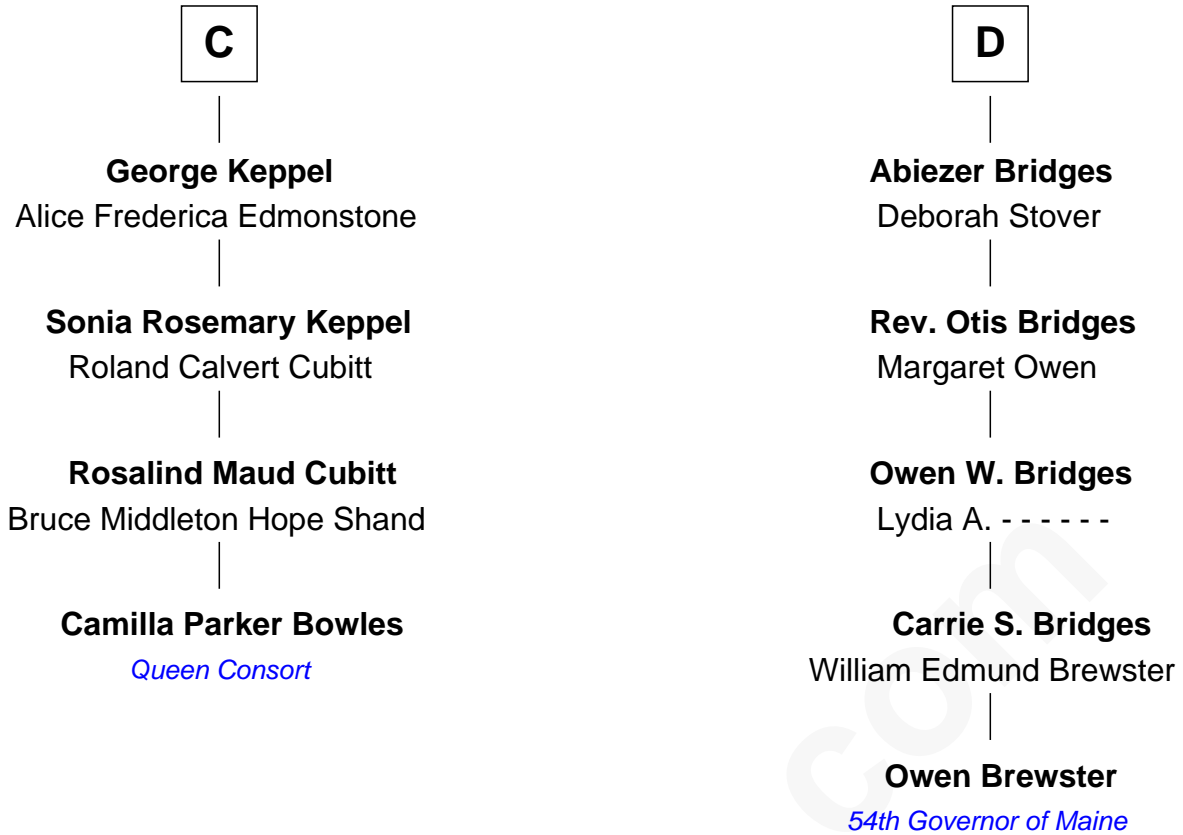 C
George Keppel
Alice Frederica Edmonstone
Sonia Rosemary Keppel
Roland Calvert Cubitt
Rosalind Maud Cubitt
Bruce Middleton Hope Shand
Camilla Parker Bowles
Queen Consort
D
Abiezer Bridges
Deborah Stover
Rev. Otis Bridges
Margaret Owen
Owen W. Bridges
Lydia A. - - - - - -
Carrie S. Bridges
William Edmund Brewster
Owen Brewster
54th Governor of Maine
com